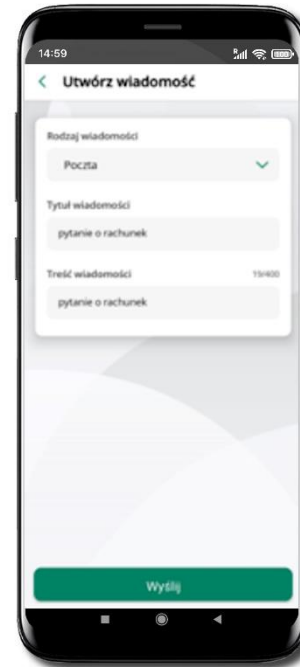 14:59
Utwórz wiadomość
Rodzaj wiadomości
Poczta
Tytuł wiadomości
pytanie o rachunek
Treść wiadomości 19/400
pytanie o rachunek
Wyślij